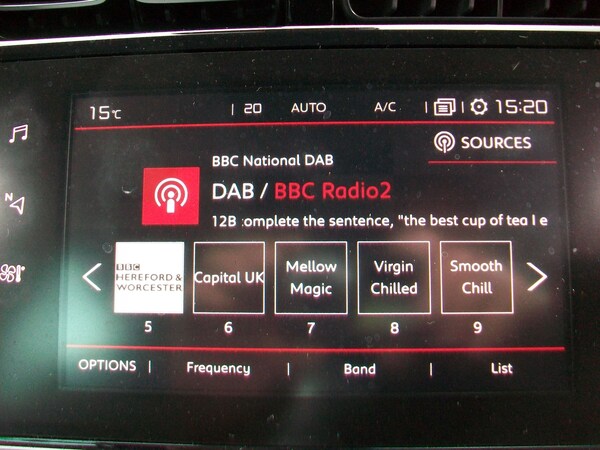 15°C | 20 AUTO A/C | | 15:20
SOURCES
BBC National DAB
DAB / BBC Radio2
12B :omplete the sentence, "the best cup of tea I e
BBC
HEREFORD &
WORCESTER
Capital UK
Mellow
Magic
Virgin
Chilled
Smooth
Chill
5 6 7 8 9
N
OPTIONS | Frequency | Band | List